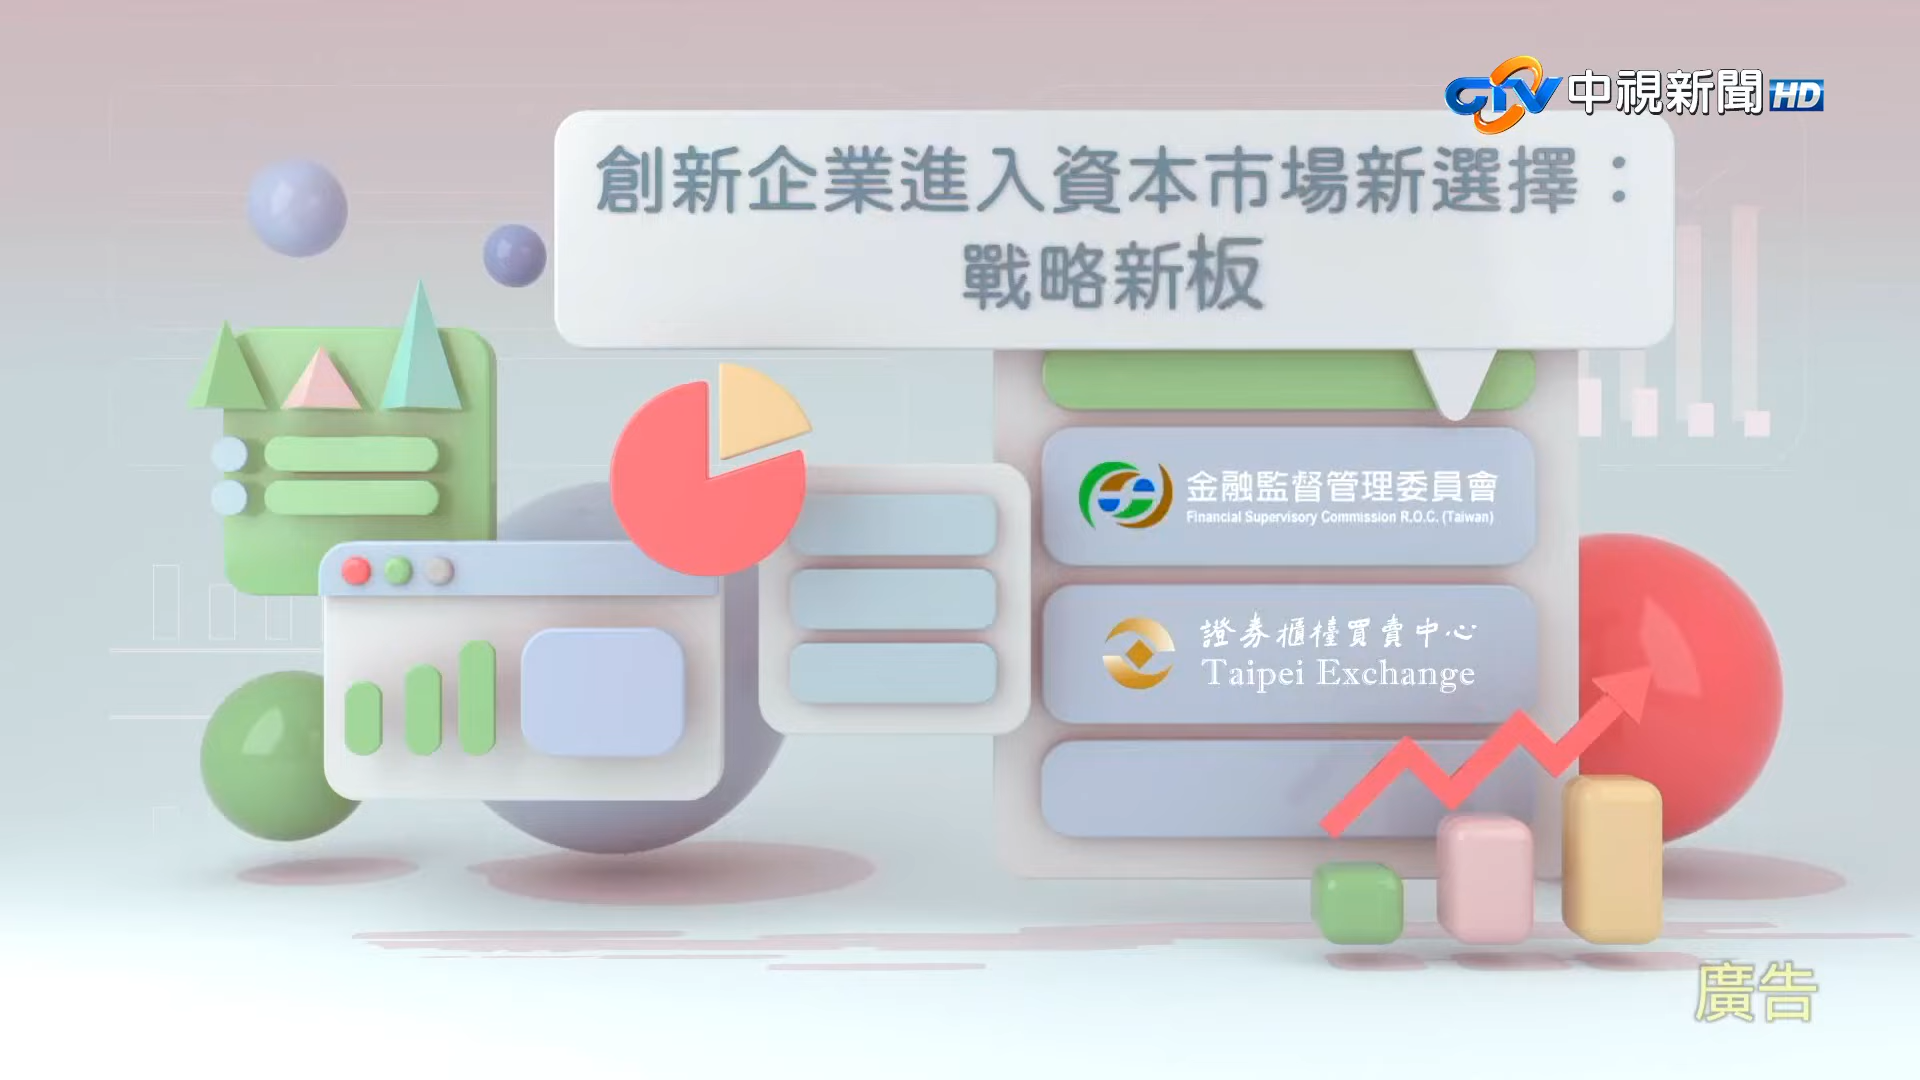 CTV 中視新聞 HD
創新企業進入資本市場新選擇：
戰略新板
金融監督管理委員會
Financial Supervisory Commission R.O.C. (Taiwan)
證券櫃檯買賣中心
Taipei Exchange
廣告